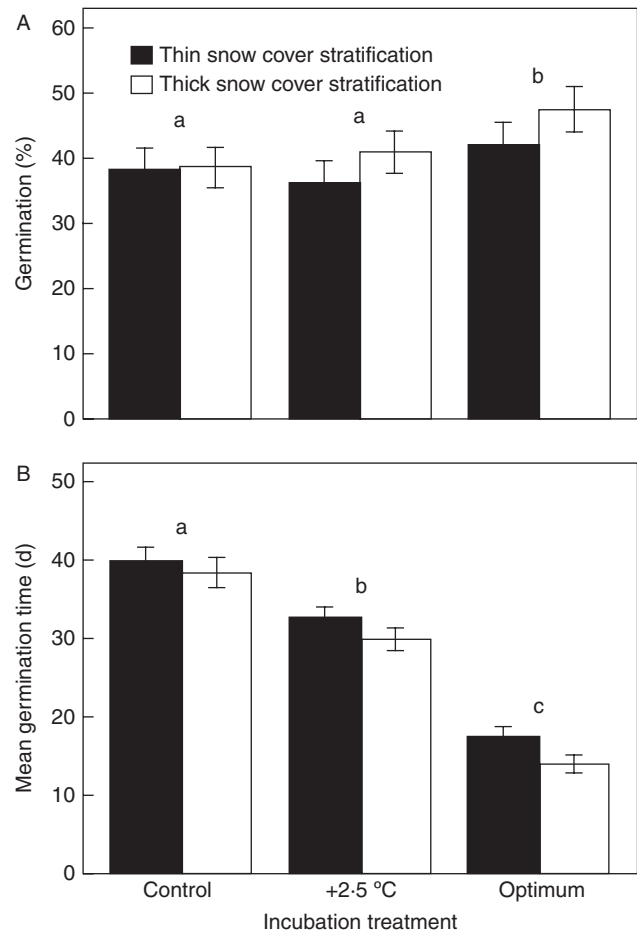 A
60
50
40
30
20
10
0
Germination (%)
Thin snow cover stratification
Thick snow cover stratification
a
a
b
B
50
40
30
20
10
0
Mean germination time (d)
a
b
c
Control
+2·5 ºC
Optimum
Incubation treatment